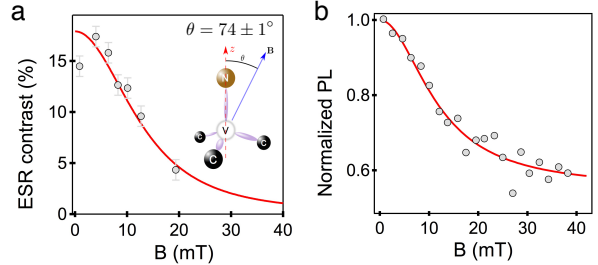 a
θ = 74 ± 1°
ESR contrast (%)
15
10
5
0
0 10 20 30 40
B (mT)
z
θ
B
N
V
C
C
C
b
Normalized PL
1.0
0.8
0.6
0 10 20 30 40
B (mT)